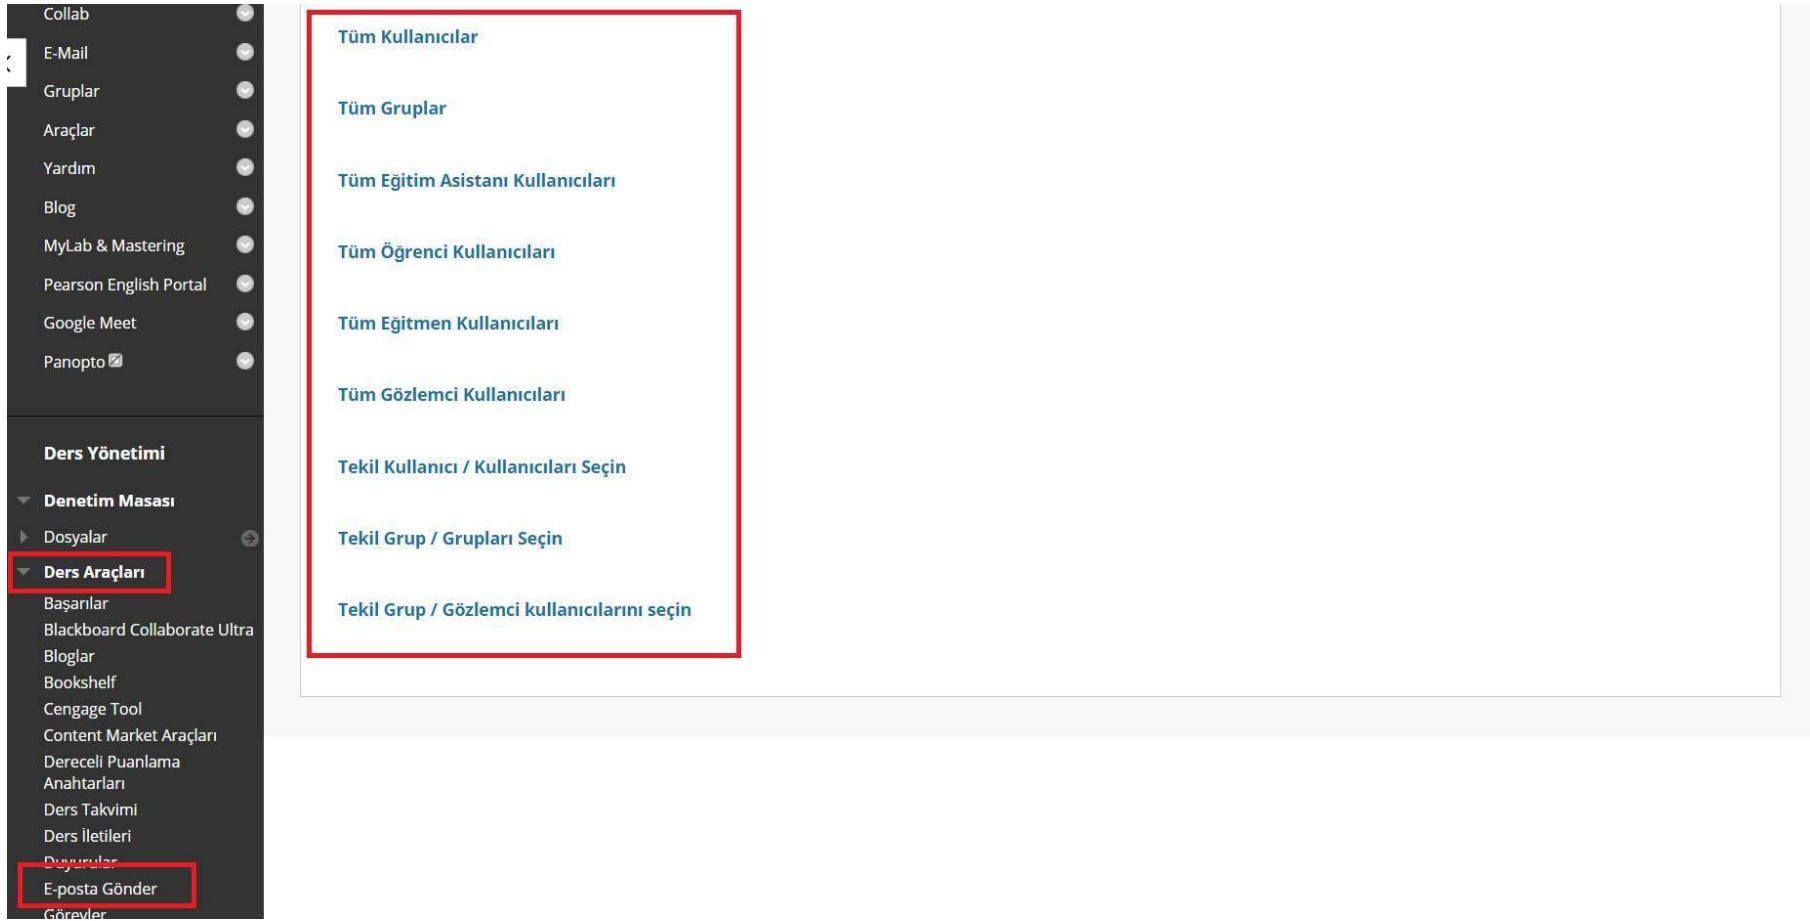 Collab
E-Mail
Gruplar
Araçlar
Yardım
Blog
MyLab & Mastering
Pearson English Portal
Google Meet
Panopto
Ders Yönetimi
Denetim Masası
Dosyalar
Ders Araçları
Başarılar
Blackboard Collaborate Ultra
Bloglar
Bookshelf
Cengage Tool
Content Market Araçları
Dereceli Puanlama
Anahtarları
Ders Takvimi
Ders İletileri
Duyurular
E-posta Gönder
Görevler
Tüm Kullanıcılar
Tüm Gruplar
Tüm Eğitim Asistanı Kullanıcıları
Tüm Öğrenci Kullanıcıları
Tüm Eğitmen Kullanıcıları
Tüm Gözlemci Kullanıcıları
Tekil Kullanıcı / Kullanıcıları Seçin
Tekil Grup / Grupları Seçin
Tekil Grup / Gözlemci kullanıcılarını seçin